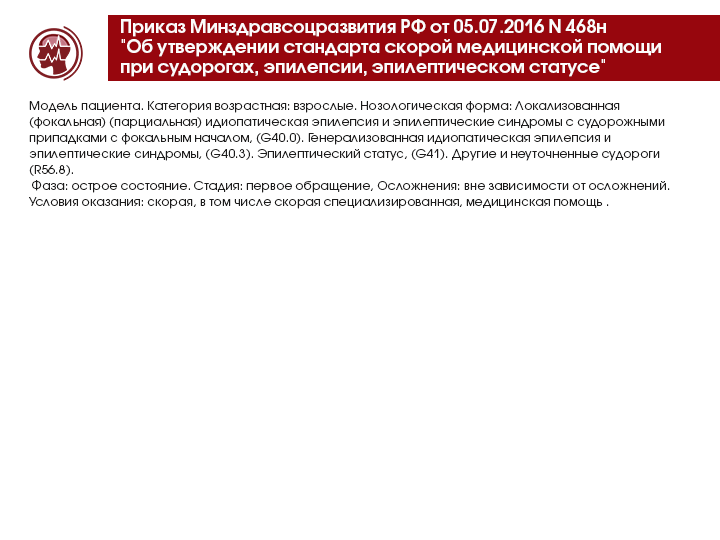 Приказ Минздравсоцразвития РФ от 05.07.2016 N 468н
"Об утверждении стандарта скорой медицинской помощи
при судорогах, эпилепсии, эпилептическом статусе"
Модель пациента. Категория возрастная: взрослые. Нозологическая форма: Локализованная
(фокальная) (парциальная) идиопатическая эпилепсия и эпилептические синдромы с судорожными
припадками с фокальным началом, (G40.0). Генерализованная идиопатическая эпилепсия и
эпилептические синдромы, (G40.3). Эпилептический статус, (G41). Другие и неуточненные судороги
(R56.8).
Фаза: острое состояние. Стадия: первое обращение, Осложнения: вне зависимости от осложнений.
Условия оказания: скорая, в том числе скорая специализированная, медицинская помощь .